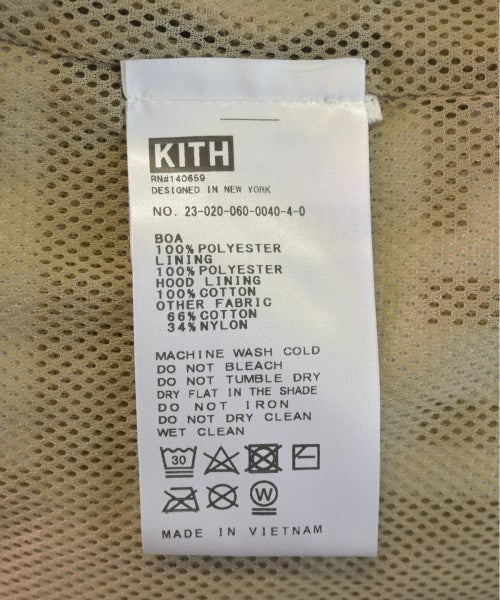 KITH
RN#140659
DESIGNED IN NEW YORK
NO. 23-020-060-0040-4-0
BOA
100% POLYESTER
LINING
100% POLYESTER
HOOD LINING
100% COTTON
OTHER FABRIC
66% COTTON
34% NYLON
MACHINE WASH COLD
DO NOT BLEACH
DO NOT TUMBLE DRY
DRY FLAT IN THE SHADE
DO NOT IRON
DO NOT DRY CLEAN
WET CLEAN
30
W
MADE IN VIETNAM